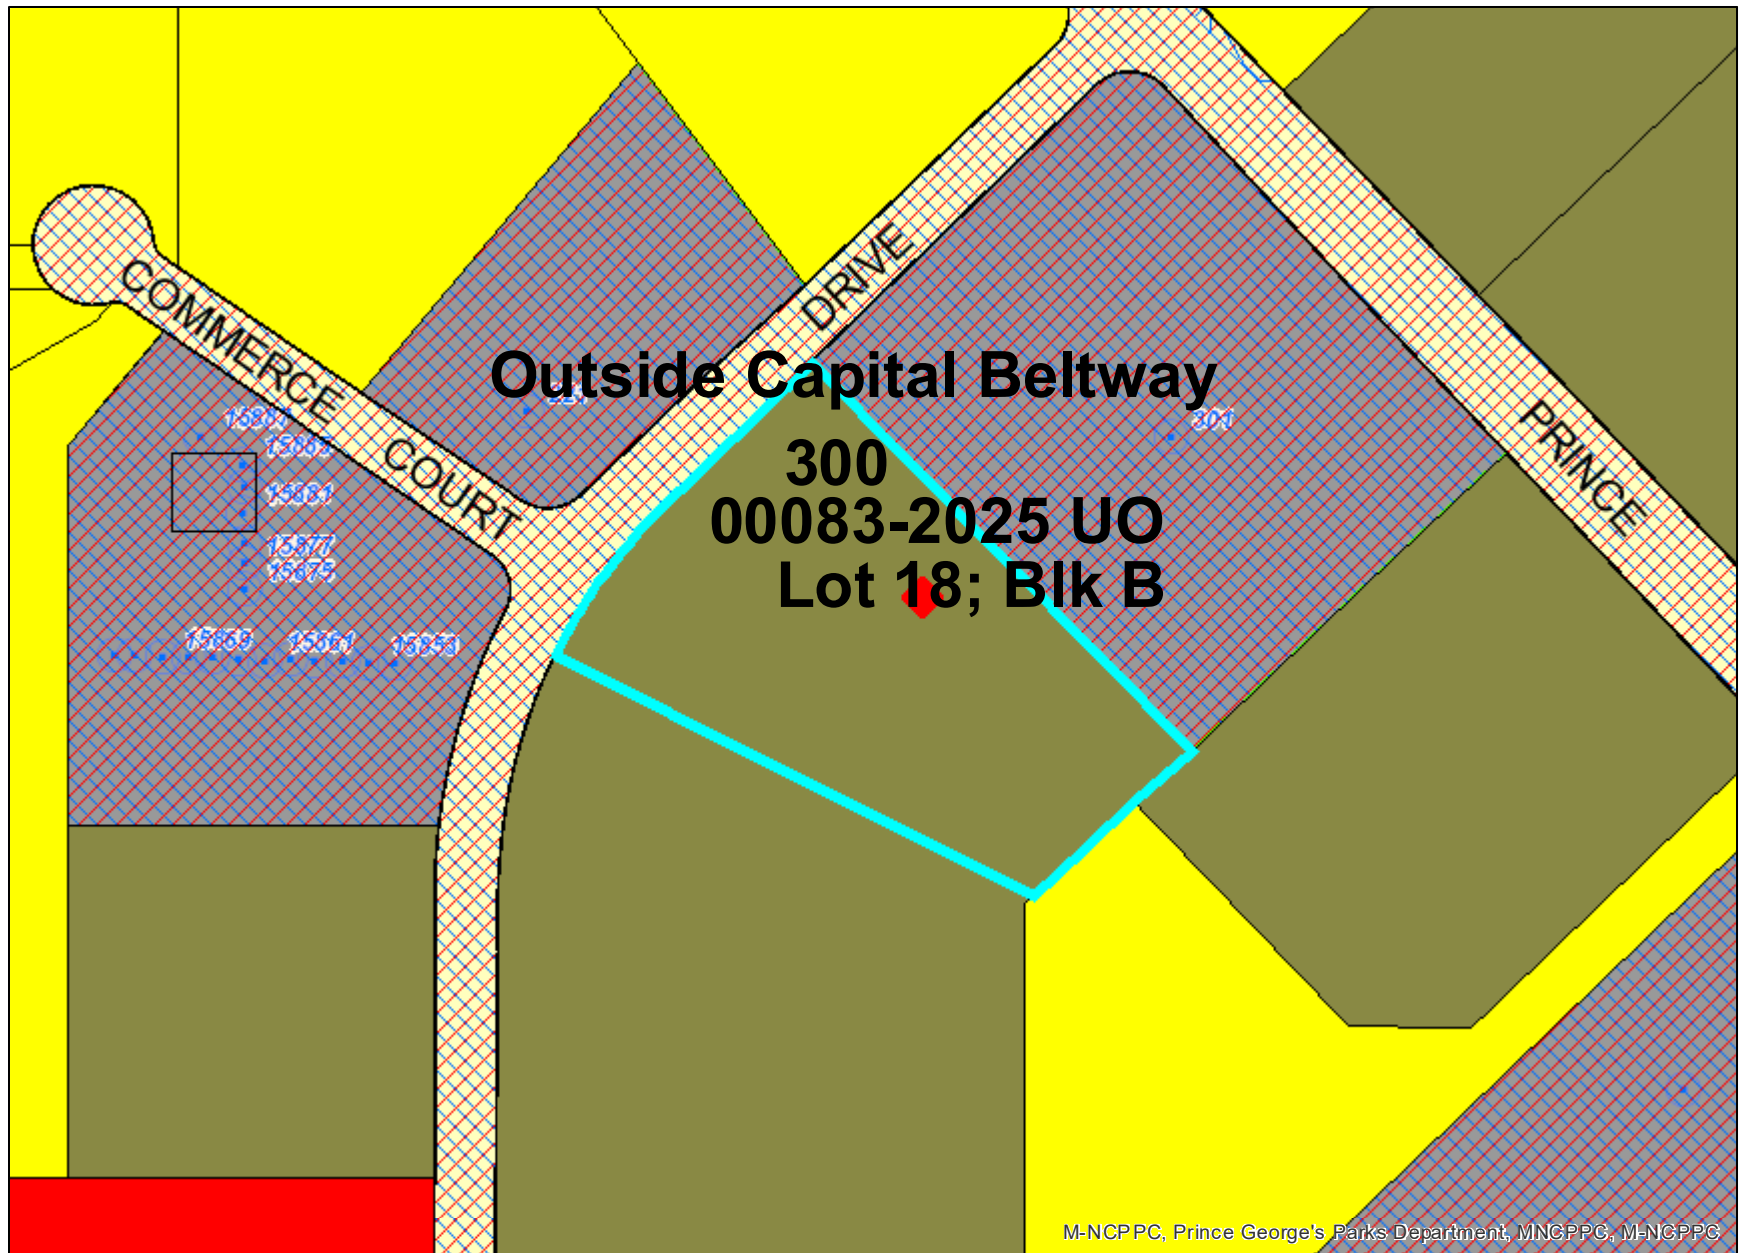 DRIVE
COMMERCE COURT
Outside Capital Beltway
301
PRINCE
300
00083-2025 UO
Lot 18; Blk B
15881
15877
15875
15869 15861 15853
M-NCPPC, Prince George's Parks Department, MNCPPC, M-NCPPC